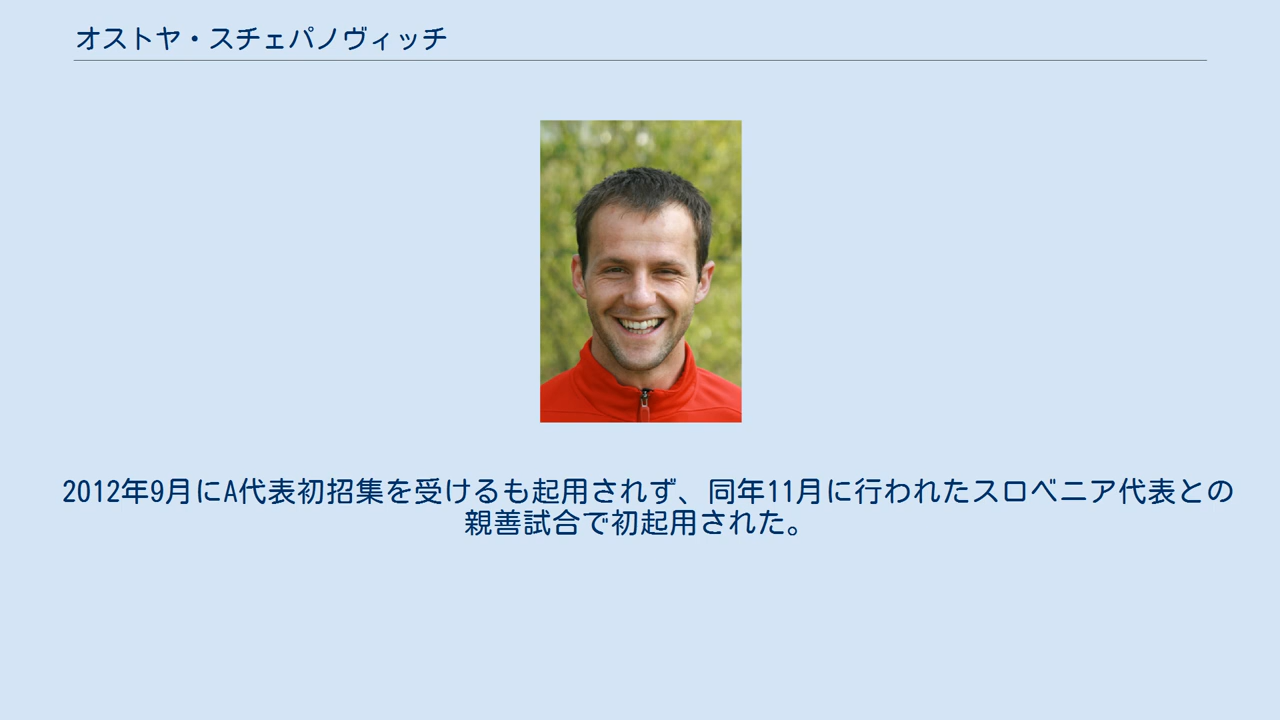 オストヤ・スチェパノヴィッチ
2012年9月にA代表初招集を受けるも起用されず、同年11月に行われたスロベニア代表との
親善試合で初起用された。